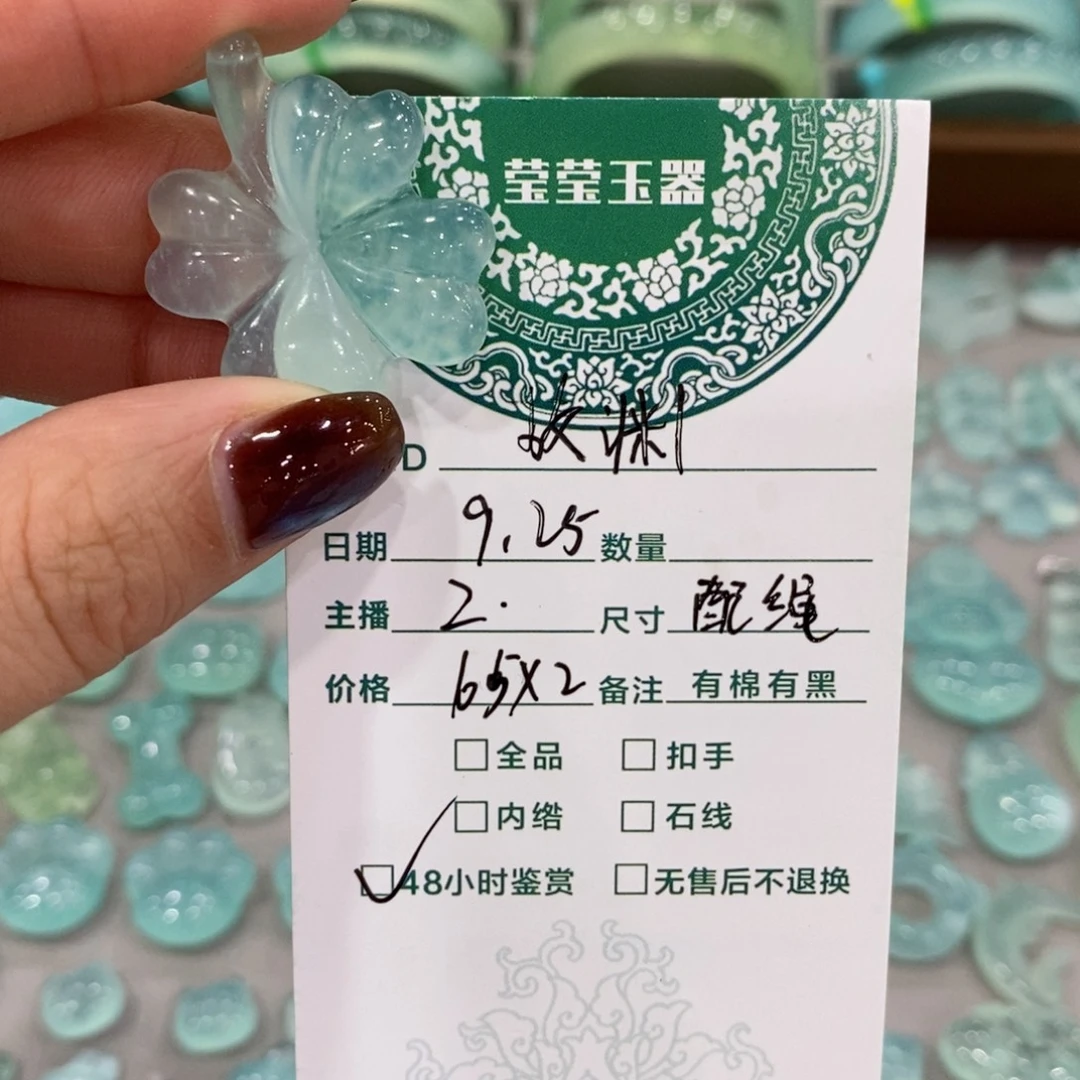 莹莹玉器
D
日期 9.25 数量
主播 2. 尺寸 配绳
价格 65X2 备注 有棉有黑
□全品 □扣手
□内绺 □石线
☑48小时鉴赏 □无售后不退换